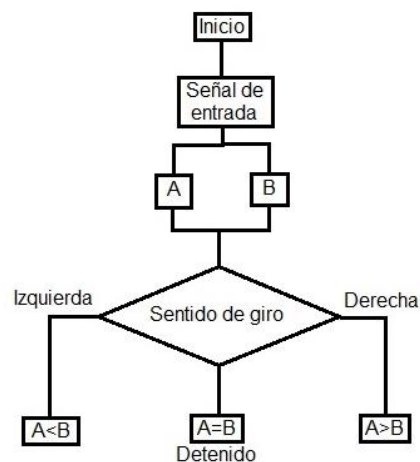 Inicio
Señal de
entrada
A
B
Izquierda
Derecha
Sentido de giro
A<B
A=B
A>B
Detenido